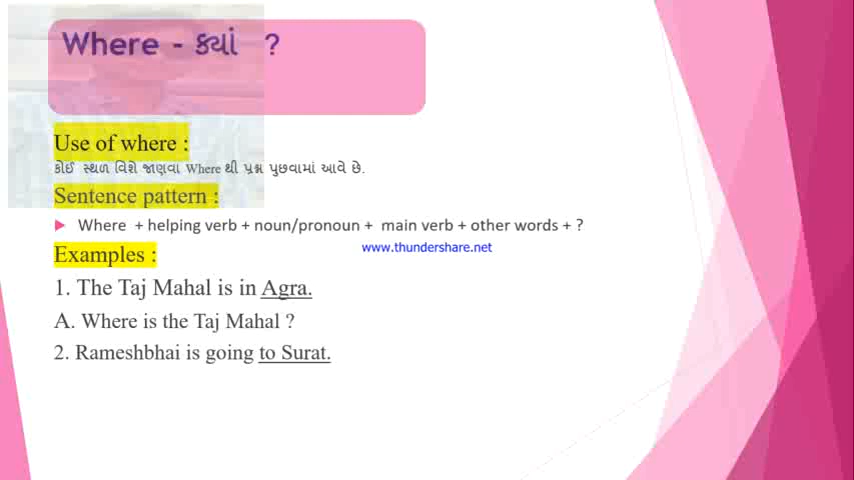 Where - ક્યાં ?
Use of where :
કોઈ સ્થળ વિશે જાણવા Where થી પ્રશ્ન પુછવામાં આવે છે.
Sentence pattern :
Where + helping verb + noun/pronoun + main verb + other words + ?
www.thundershare.net
Examples :
1. The Taj Mahal is in Agra.
A. Where is the Taj Mahal ?
2. Rameshbhai is going to Surat.